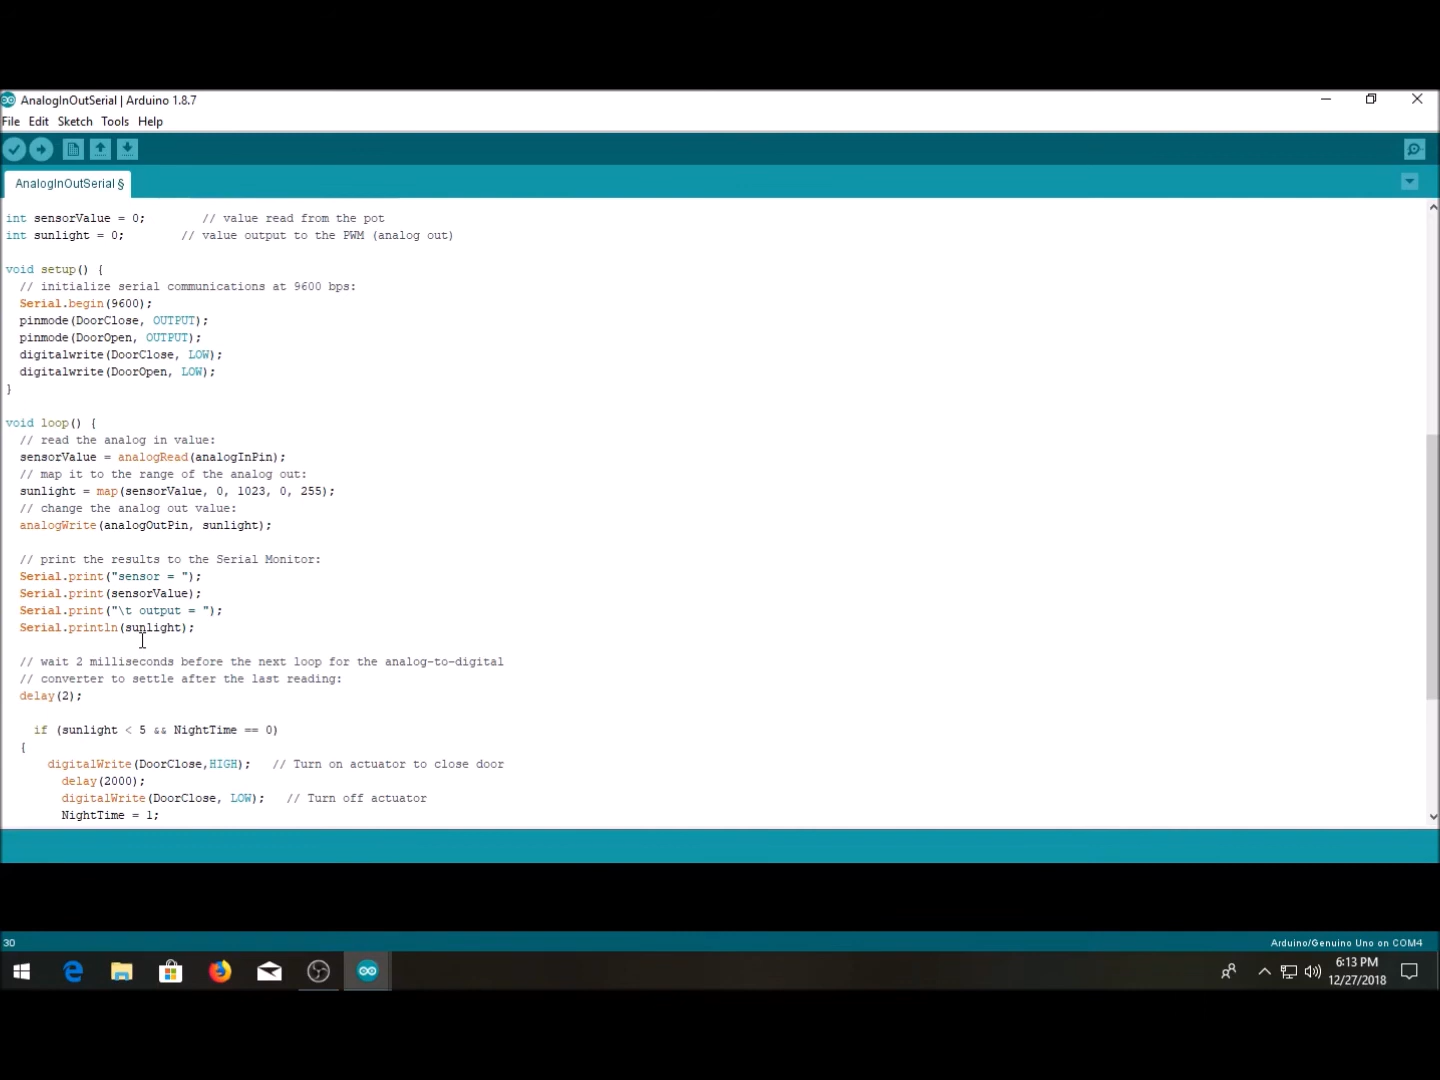 AnalogInOutSerial | Arduino 1.8.7
File Edit Sketch Tools Help
AnalogInOutSerial §
int sensorValue = 0;        // value read from the pot
int sunlight = 0;        // value output to the PWM (analog out)
void setup() {
  // initialize serial communications at 9600 bps:
  Serial.begin(9600);
  pinmode(DoorClose, OUTPUT);
  pinmode(DoorOpen, OUTPUT);
  digitalwrite(DoorClose, LOW);
  digitalwrite(DoorOpen, LOW);
}
void loop() {
  // read the analog in value:
  sensorValue = analogRead(analogInPin);
  // map it to the range of the analog out:
  sunlight = map(sensorValue, 0, 1023, 0, 255);
  // change the analog out value:
  analogWrite(analogOutPin, sunlight);
  // print the results to the Serial Monitor:
  Serial.print("sensor = ");
  Serial.print(sensorValue);
  Serial.print("\t output = ");
  Serial.println(sunlight);
  // wait 2 milliseconds before the next loop for the analog-to-digital
  // converter to settle after the last reading:
  delay(2);
    if (sunlight < 5 && NightTime == 0)
  {
      digitalWrite(DoorClose,HIGH);   // Turn on actuator to close door
        delay(2000);
        digitalWrite(DoorClose, LOW);   // Turn off actuator
        NightTime = 1;
30
Arduino/Genuino Uno on COM4
6:13 PM
12/27/2018